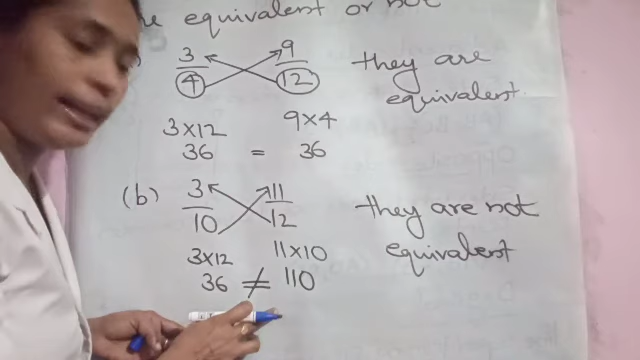 equivalent or not
3/4 9/12 they are
equivalent.
3×12 9×4
36 = 36
(b) 3/10 11/12 they are not
equivalent
3×12 11×10
36 ≠ 110